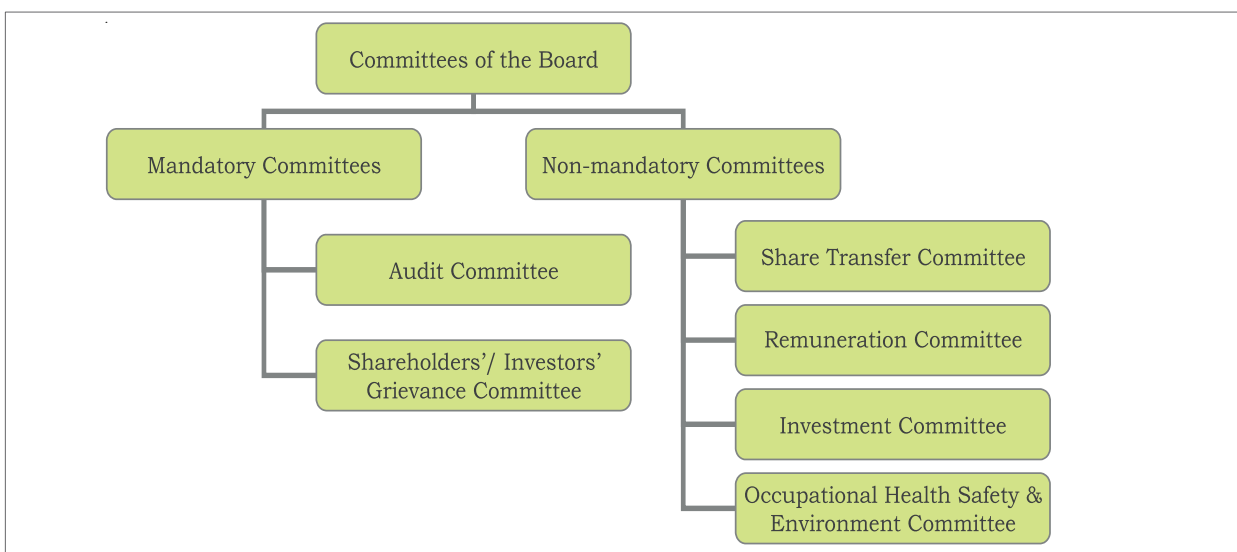 Committees of the Board
Mandatory Committees
Non-mandatory Committees
Audit Committee
Shareholders’/ Investors’
Grievance Committee
Share Transfer Committee
Remuneration Committee
Investment Committee
Occupational Health Safety &
Environment Committee